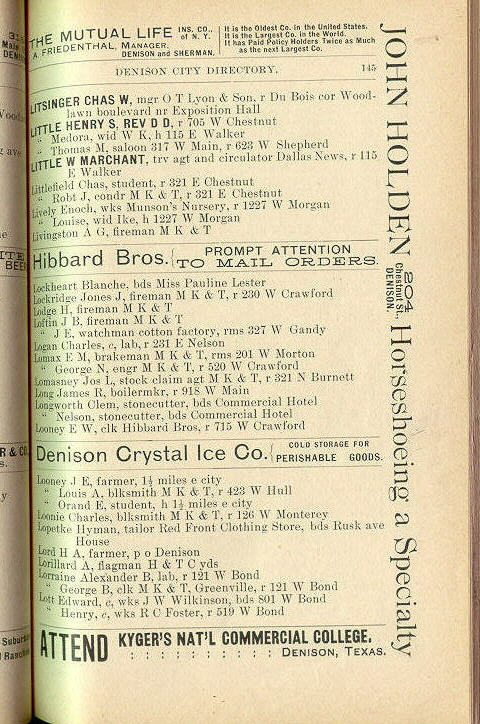 THE MUTUAL LIFE INS. CO., of N. Y.
A. FRIEDENTHAL, MANAGER, DENISON and SHERMAN.
It is the Oldest Co. in the United States.
It is the Largest Co. in the World.
It has Paid Policy Holders Twice as Much
as the next Largest Co.
DENISON CITY DIRECTORY. 145
LITSINGER CHAS W, mgr O T Lyon & Son, r Du Bois cor Wood-
lawn boulevard nr Exposition Hall
LITTLE HENRY S, REV D D, r 705 W Chestnut
" Medora, wid W K, h 115 E Walker
" Thomas M, saloon 317 W Main, r 623 W Shepherd
LITTLE W MARCHANT, trv agt and circulator Dallas News, r 115
E Walker
Littlefield Chas, student, r 321 E Chestnut
" Robt J, condr M K & T, r 321 E Chestnut
Lively Enoch, wks Munson's Nursery, r 1227 W Morgan
" Louise, wid Ike, h 1227 W Morgan
Livingston A G, fireman M K & T
Hibbard Bros. { PROMPT ATTENTION
TO MAIL ORDERS.
Lockheart Blanche, bds Miss Pauline Lester
Lockridge Jones J, fireman M K & T, r 230 W Crawford
Lodge H, fireman M K & T
Loftin J B, fireman M K & T
" J E, watchman cotton factory, rms 327 W Gandy
Logan Charles, c, lab, r 231 E Nelson
Lomax E M, brakeman M K & T, rms 201 W Morton
" George N, engr M K & T, r 520 W Crawford
Lomasney Jos L, stock claim agt M K & T, r 321 N Burnett
Long James R, boilermkr, r 918 W Main
Longworth Clem, stonecutter, bds Commercial Hotel
" Nelson, stonecutter, bds Commercial Hotel
Looney E W, clk Hibbard Bros, r 715 W Crawford
Denison Crystal Ice Co. { COLD STORAGE FOR
PERISHABLE GOODS.
Looney J E, farmer, 1½ miles e city
" Louis A, blksmith M K & T, r 423 W Hull
" Orand E, student, h 1½ miles e city
Loonie Charles, blksmith M K & T, r 126 W Monterey
Lopetke Hyman, tailor Red Front Clothing Store, bds Rusk ave
House
Lord H A, farmer, p o Denison
Lorillard A, flagman H & T C yds
Lorraine Alexander B, lab, r 121 W Bond
" George B, clk M K & T, Greenville, r 121 W Bond
Lott Edward, c, wks J W Wilkinson, bds 801 W Bond
" Henry, c, wks R C Foster, r 519 W Bond
ATTEND KYGER'S NAT'L COMMERCIAL COLLEGE,
: : : : : : : : : : DENISON, TEXAS.
JOHN HOLDEN 204 Chestnut St., DENISON. Horseshoeing a Specialty